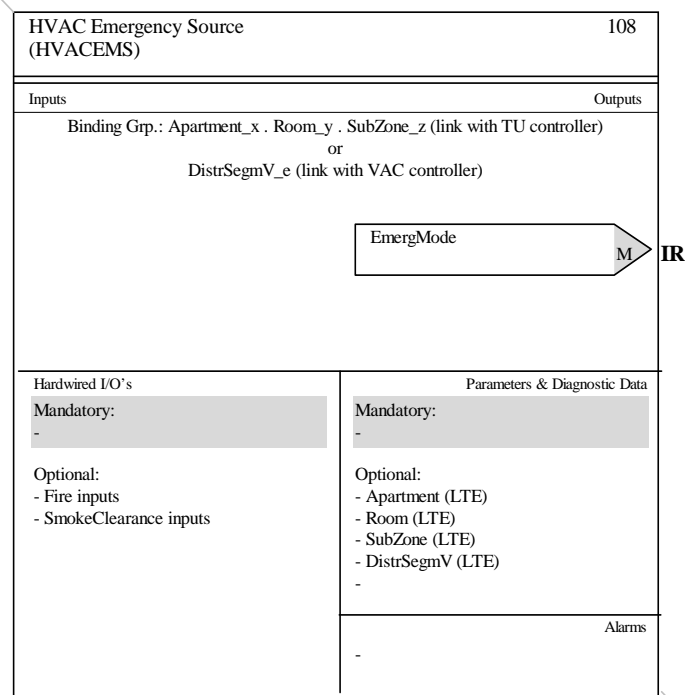 HVAC Emergency Source 108
(HVACEMS)
Inputs Outputs
Binding Grp.: Apartment_x . Room_y . SubZone_z (link with TU controller)
or
DistrSegmV_e (link with VAC controller)
EmergMode
M IR
Hardwired I/O's
Mandatory:
-
Optional:
- Fire inputs
- SmokeClearance inputs
Parameters & Diagnostic Data
Mandatory:
-
Optional:
- Apartment (LTE)
- Room (LTE)
- SubZone (LTE)
- DistrSegmV (LTE)
-
Alarms
-